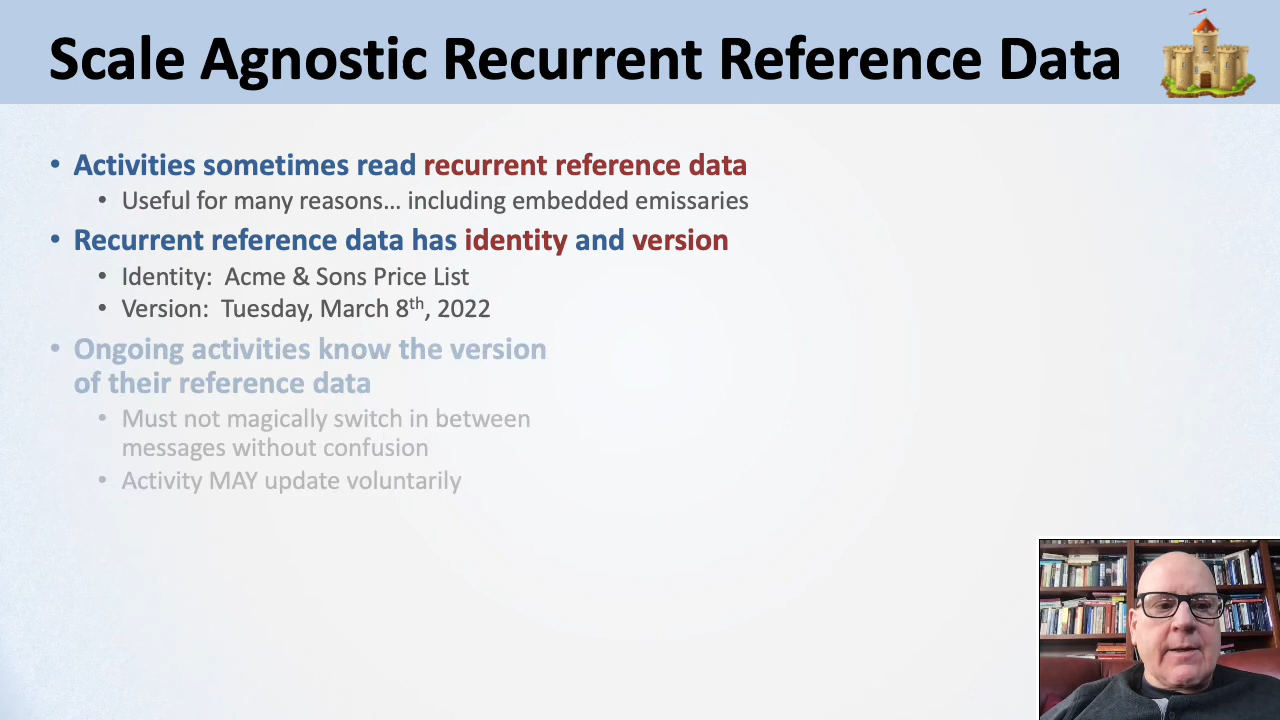 Scale Agnostic Recurrent Reference Data
• Activities sometimes read recurrent reference data
• Useful for many reasons... including embedded emissaries
• Recurrent reference data has identity and version
• Identity: Acme & Sons Price List
• Version: Tuesday, March 8th, 2022
• Ongoing activities know the version
of their reference data
• Must not magically switch in between
messages without confusion
• Activity MAY update voluntarily